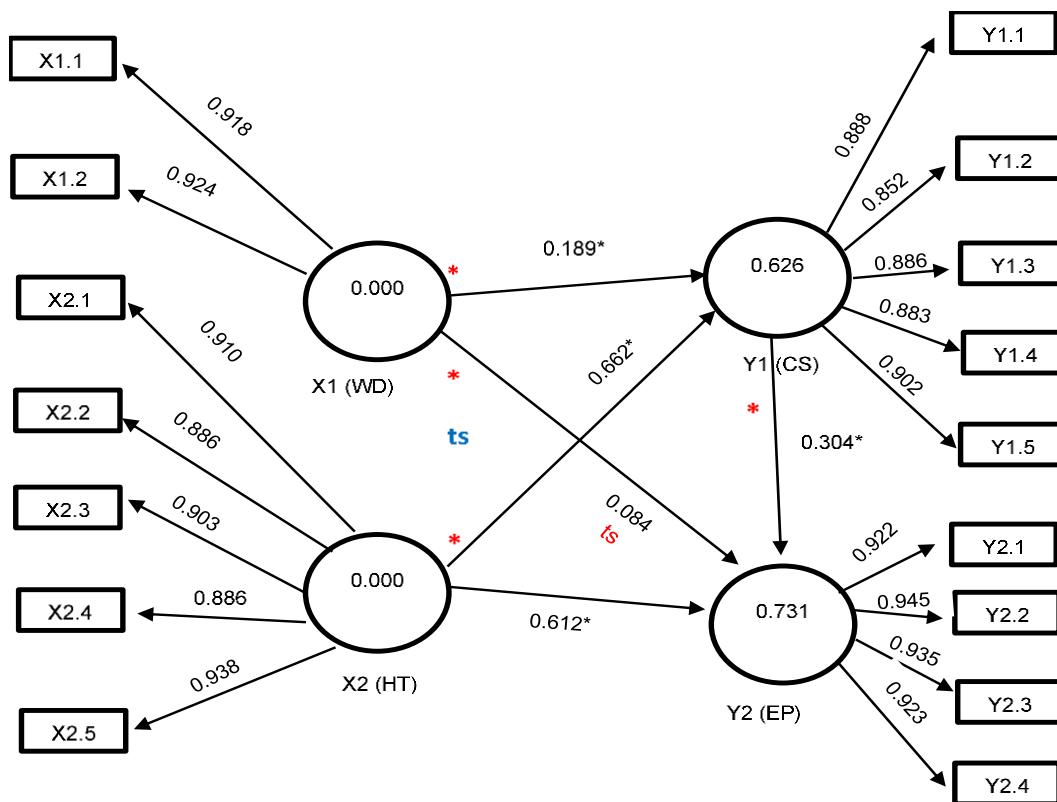 X1.1
X1.2
X2.1
X2.2
X2.3
X2.4
X2.5
0.918
0.924
0.910
0.886
0.903
0.886
0.938
0.000
X1 (WD)
0.000
X2 (HT)
*
*
ts
*
0.189*
0.662*
0.084
ts
0.612*
0.626
Y1 (CS)
*
0.304*
0.731
Y2 (EP)
0.888
0.852
0.886
0.883
0.902
0.922
0.945
0.935
0.923
Y1.1
Y1.2
Y1.3
Y1.4
Y1.5
Y2.1
Y2.2
Y2.3
Y2.4